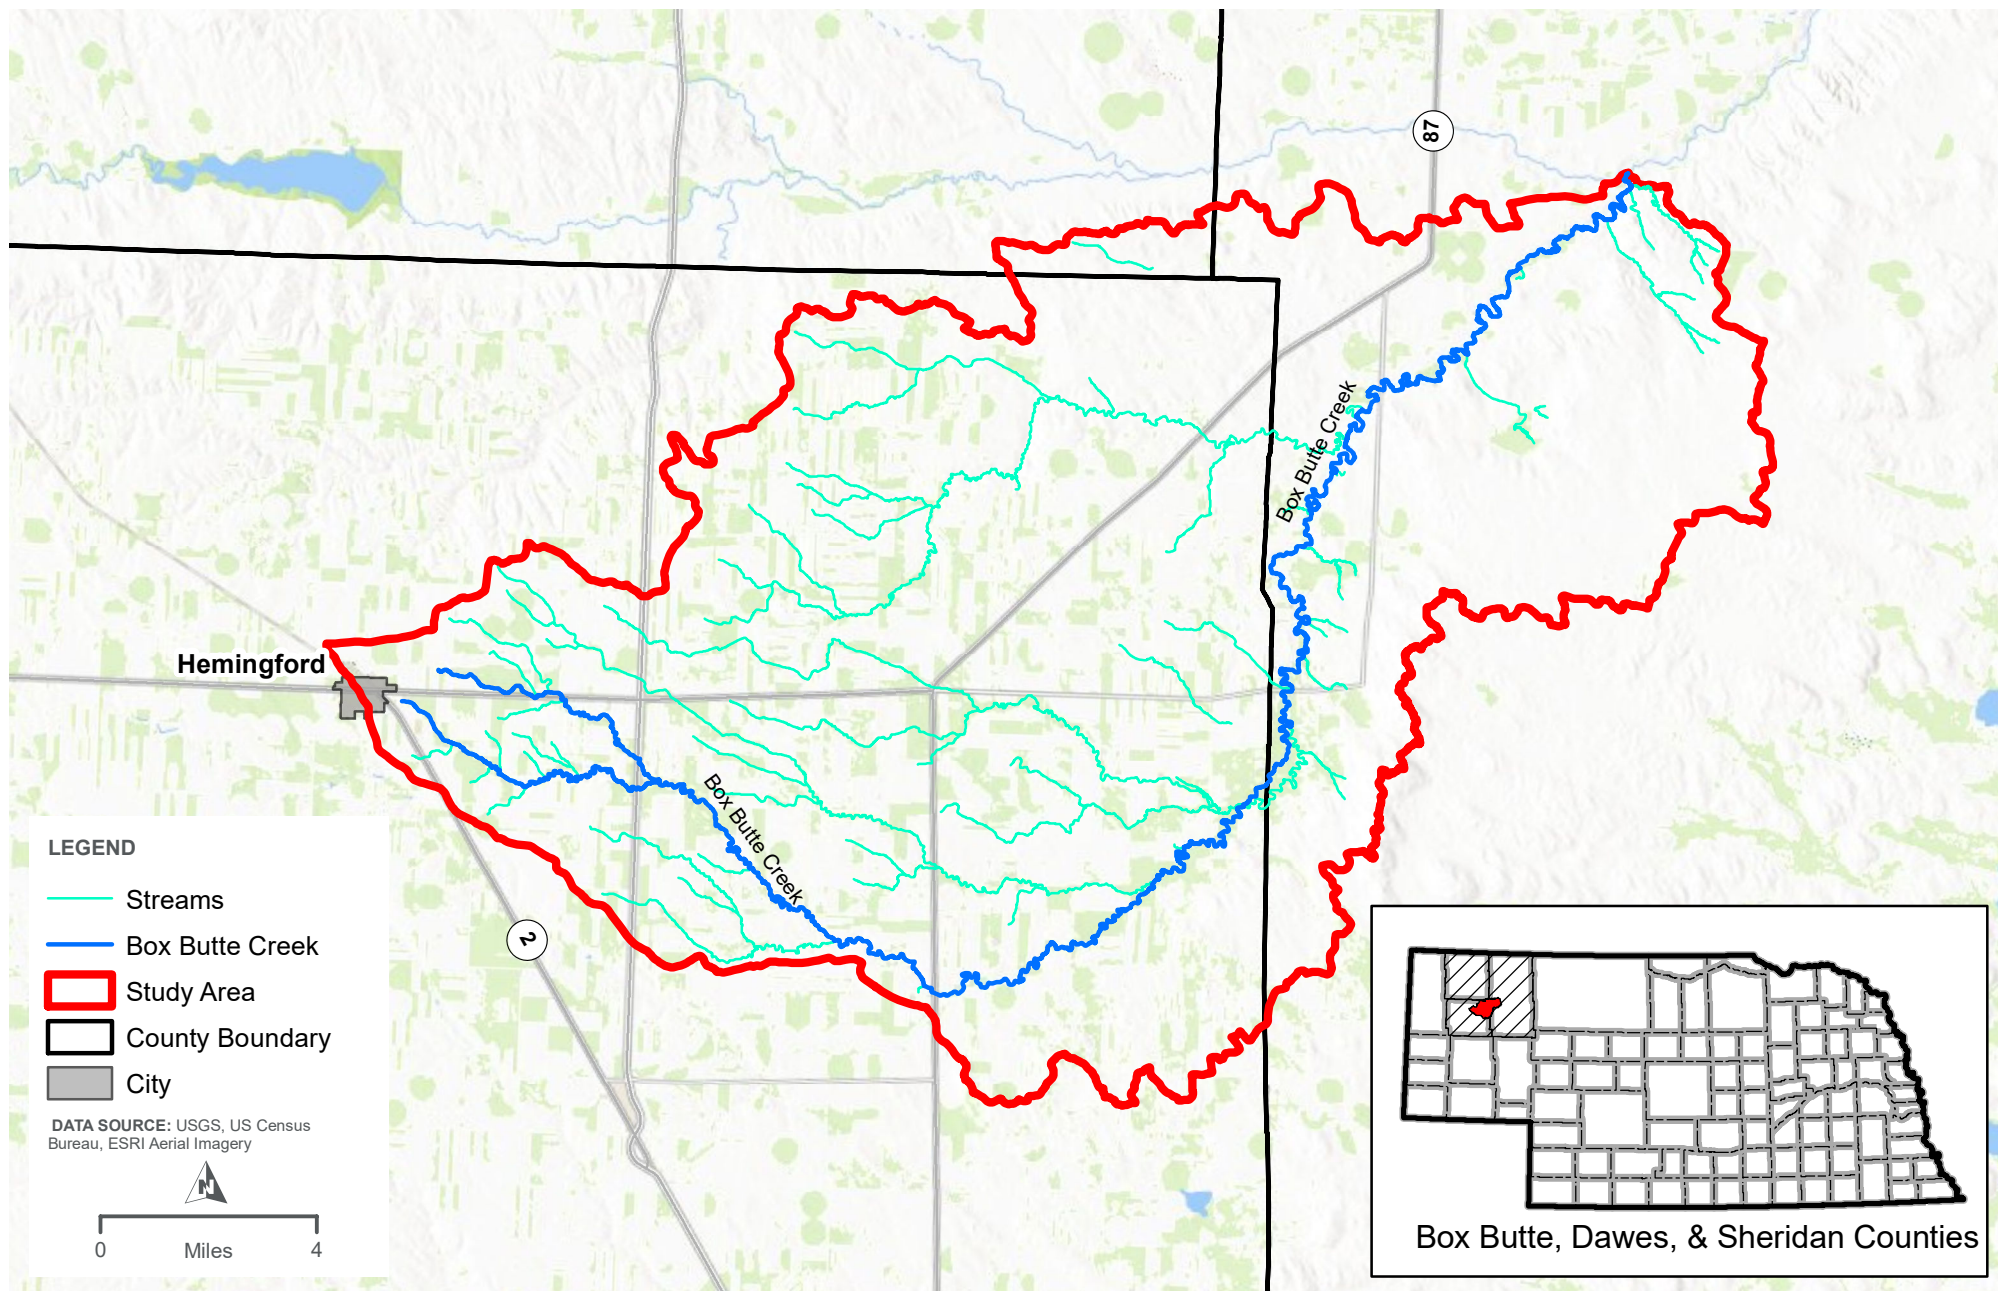 87
Box Butte Creek
Hemingford
Box Butte Creek
2
LEGEND
Streams
Box Butte Creek
Study Area
County Boundary
City
DATA SOURCE: USGS, US Census
Bureau, ESRI Aerial Imagery
N
0 Miles 4
Box Butte, Dawes, & Sheridan Counties